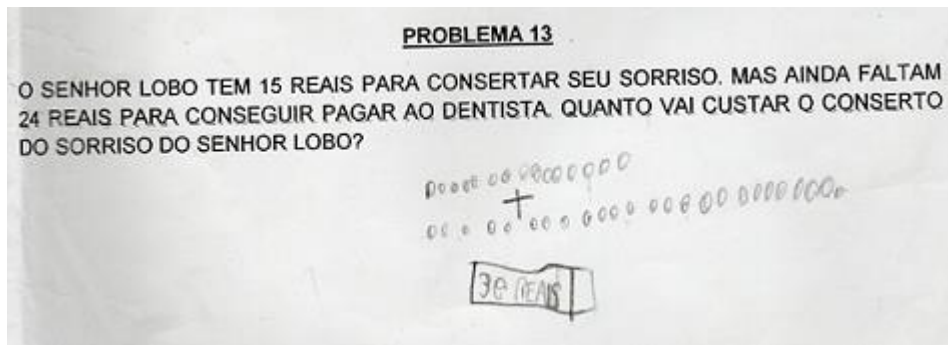 PROBLEMA 13
O SENHOR LOBO TEM 15 REAIS PARA CONSERTAR SEU SORRISO. MAS AINDA FALTAM
24 REAIS PARA CONSEGUIR PAGAR AO DENTISTA. QUANTO VAI CUSTAR O CONSERTO
DO SORRISO DO SENHOR LOBO?
+
REAIS